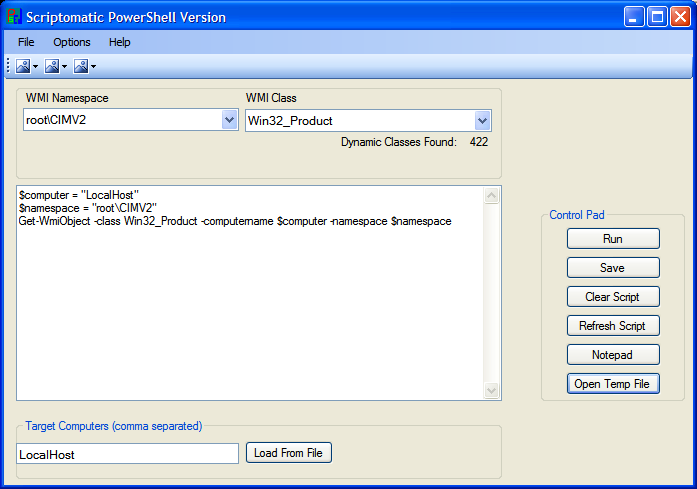 Scriptomatic PowerShell Version
File Options Help
WMI Namespace WMI Class
root\CIMV2 Win32_Product
Dynamic Classes Found: 422
$computer = "LocalHost"
$namespace = "root\CIMV2"
Get-WmiObject -class Win32_Product -computername $computer -namespace $namespace
Control Pad
Run
Save
Clear Script
Refresh Script
Notepad
Open Temp File
Target Computers (comma separated)
LocalHost Load From File